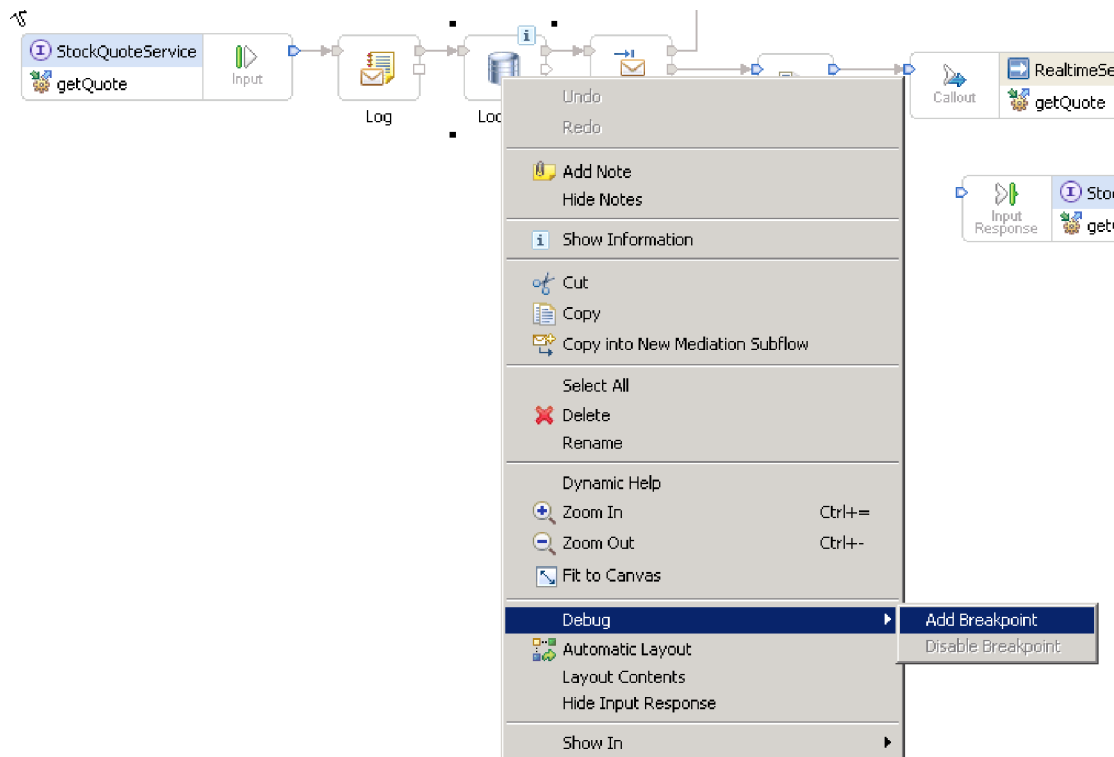 StockQuoteService
getQuote
Input
Log
Callout
getQuote
Input
Response
Undo
Redo
Add Note
Hide Notes
Show Information
Cut
Copy
Copy into New Mediation Subflow
Select All
Delete
Rename
Dynamic Help
Zoom In Ctrl+=
Zoom Out Ctrl+-
Fit to Canvas
Debug
Add Breakpoint
Disable Breakpoint
Automatic Layout
Layout Contents
Hide Input Response
Show In